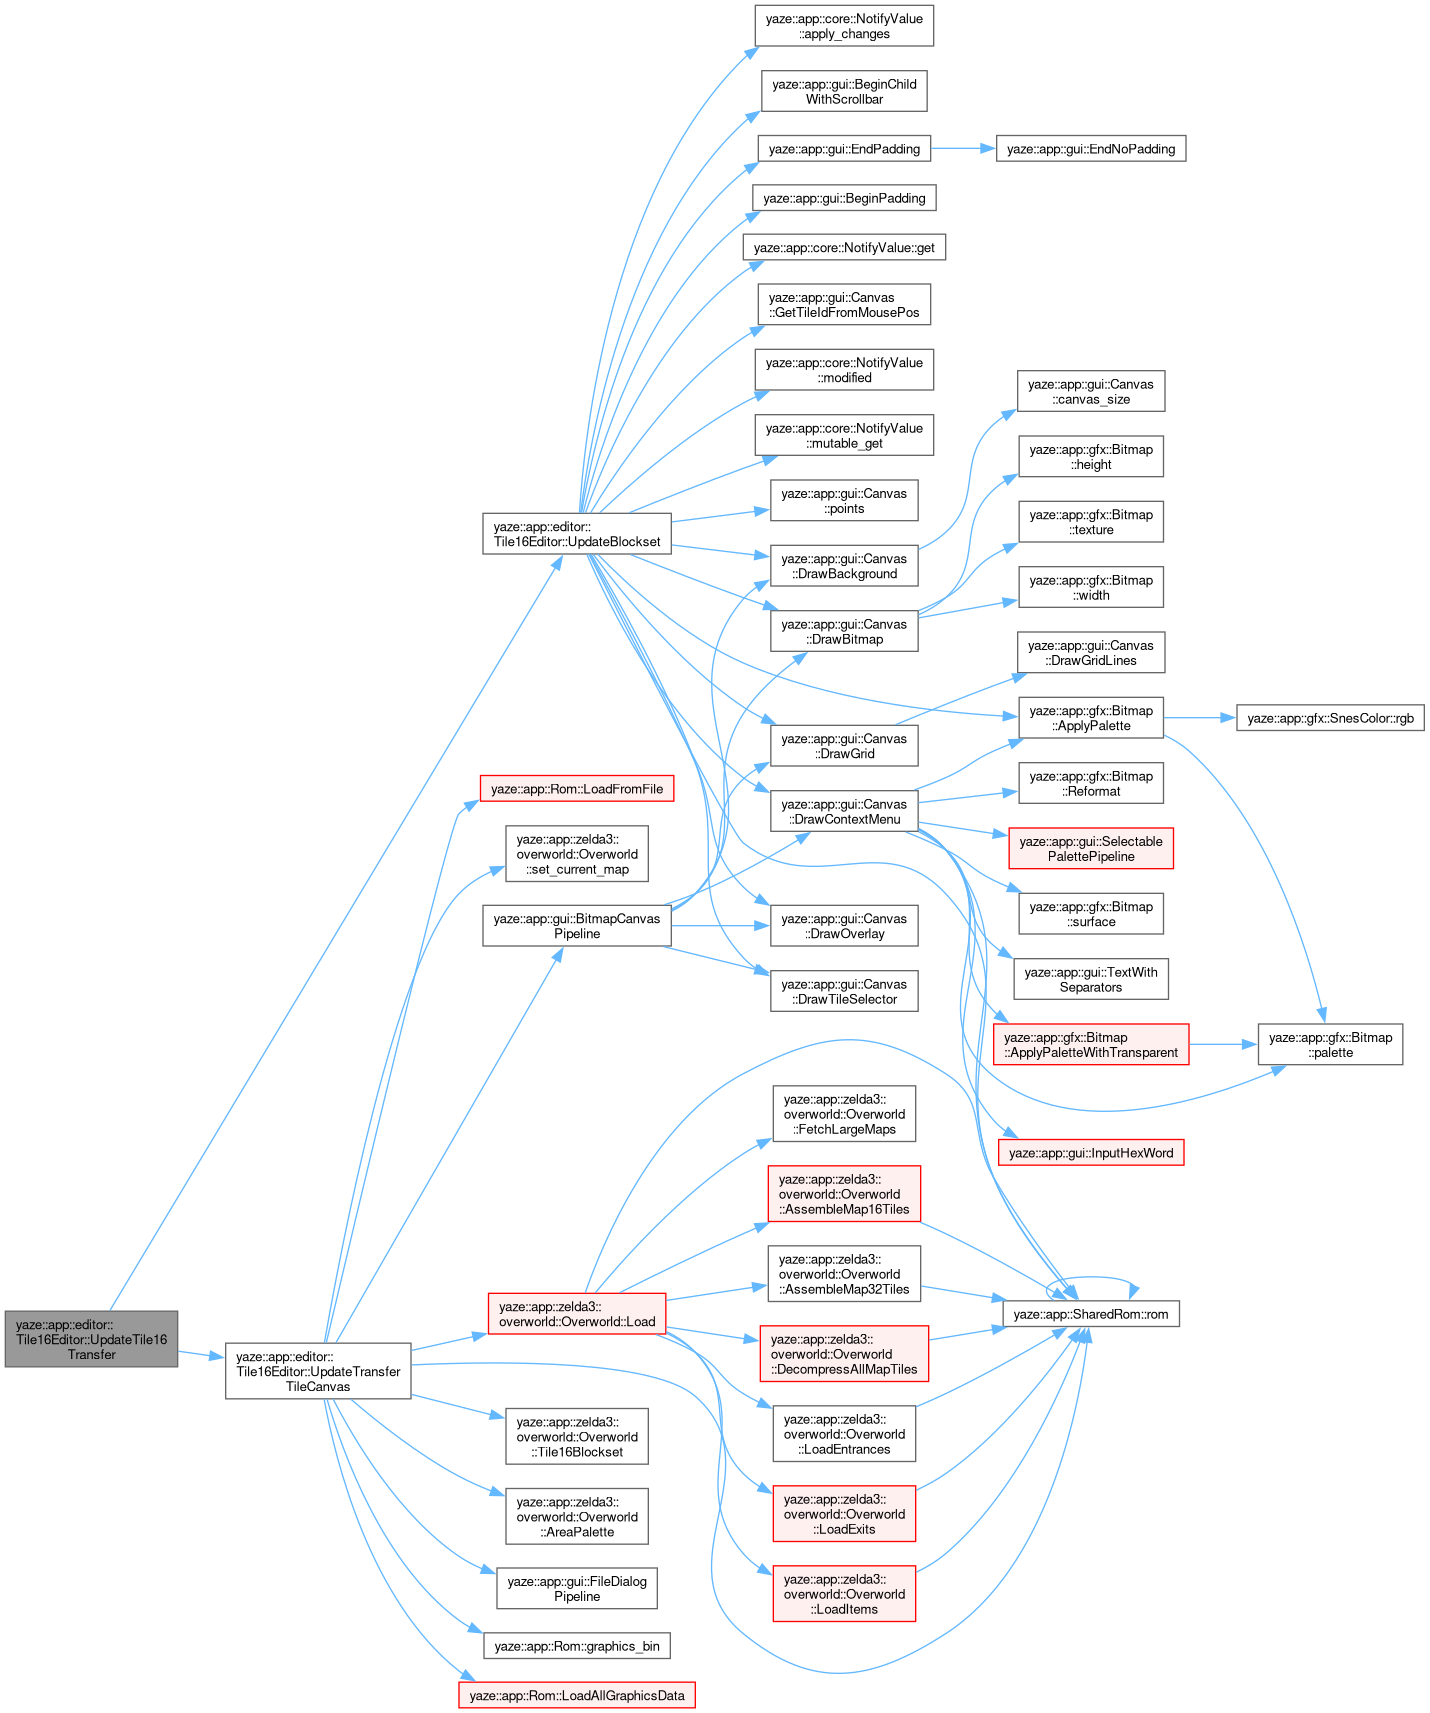 yaze::app::core::NotifyValue
::apply_changes
yaze::app::gui::BeginChild
WithScrollbar
yaze::app::gui::EndPadding
yaze::app::gui::EndNoPadding
yaze::app::gui::BeginPadding
yaze::app::core::NotifyValue::get
yaze::app::gui::Canvas
::GetTileIdFromMousePos
yaze::app::core::NotifyValue
::modified
yaze::app::core::NotifyValue
::mutable_get
yaze::app::gui::Canvas
::canvas_size
yaze::app::gfx::Bitmap
::height
yaze::app::gui::Canvas
::points
yaze::app::gfx::Bitmap
::texture
yaze::app::editor::
Tile16Editor::UpdateBlockset
yaze::app::gui::Canvas
::DrawBackground
yaze::app::gfx::Bitmap
::width
yaze::app::gui::Canvas
::DrawBitmap
yaze::app::gui::Canvas
::DrawGridLines
yaze::app::gfx::Bitmap
::ApplyPalette
yaze::app::gfx::SnesColor::rgb
yaze::app::gui::Canvas
::DrawGrid
yaze::app::gfx::Bitmap
::Reformat
yaze::app::Rom::LoadFromFile
yaze::app::gui::Canvas
::DrawContextMenu
yaze::app::gui::Selectable
PalettePipeline
yaze::app::zelda3::
overworld::Overworld
::set_current_map
yaze::app::gfx::Bitmap
::surface
yaze::app::gui::BitmapCanvas
Pipeline
yaze::app::gui::Canvas
::DrawOverlay
yaze::app::gui::TextWith
Separators
yaze::app::gui::Canvas
::DrawTileSelector
yaze::app::gfx::Bitmap
::ApplyPaletteWithTransparent
yaze::app::gfx::Bitmap
::palette
yaze::app::zelda3::
overworld::Overworld
::FetchLargeMaps
yaze::app::gui::InputHexWord
yaze::app::zelda3::
overworld::Overworld
::AssembleMap16Tiles
yaze::app::zelda3::
overworld::Overworld
::AssembleMap32Tiles
yaze::app::zelda3::
overworld::Overworld::Load
yaze::app::SharedRom::rom
yaze::app::editor::
Tile16Editor::UpdateTile16
Transfer
yaze::app::zelda3::
overworld::Overworld
::DecompressAllMapTiles
yaze::app::editor::
Tile16Editor::UpdateTransfer
TileCanvas
yaze::app::zelda3::
overworld::Overworld
::LoadEntrances
yaze::app::zelda3::
overworld::Overworld
::Tile16Blockset
yaze::app::zelda3::
overworld::Overworld
::LoadExits
yaze::app::zelda3::
overworld::Overworld
::AreaPalette
yaze::app::zelda3::
overworld::Overworld
::LoadItems
yaze::app::gui::FileDialog
Pipeline
yaze::app::Rom::graphics_bin
yaze::app::Rom::LoadAllGraphicsData